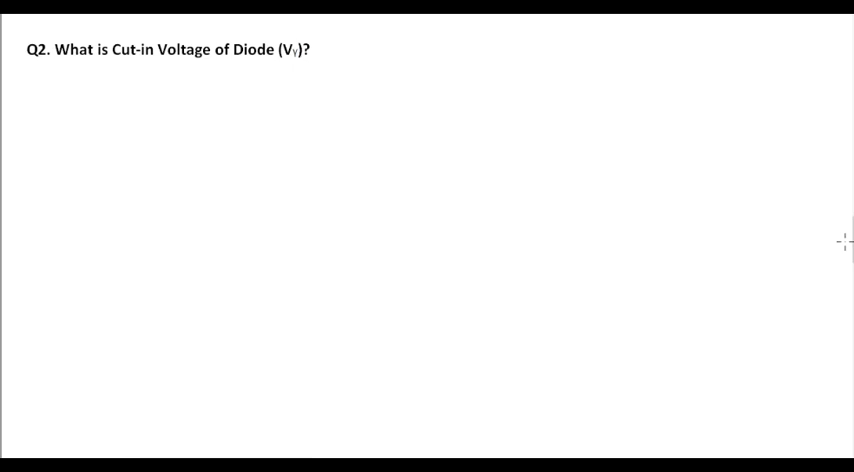 Q2. What is Cut-in Voltage of Diode (Vγ)?